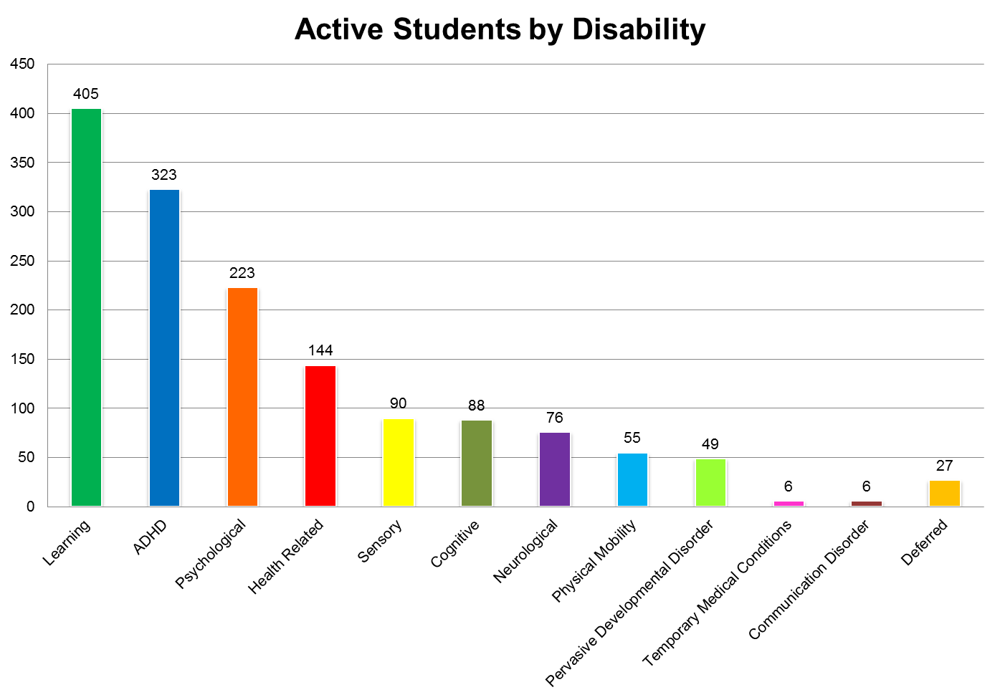 Active Students by Disability
450
400
350
300
250
200
150
100
50
0
405
323
223
144
90
88
76
55
49
6
6
27
Learning
ADHD
Psychological
Health Related
Sensory
Cognitive
Neurological
Physical Mobility
Pervasive Developmental Disorder
Temporary Medical Conditions
Communication Disorder
Deferred